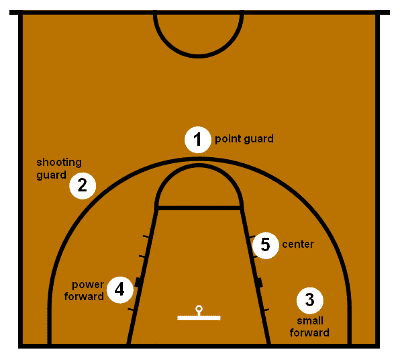 1
point guard
shooting
guard
2
5
center
power
forward
4
3
small
forward